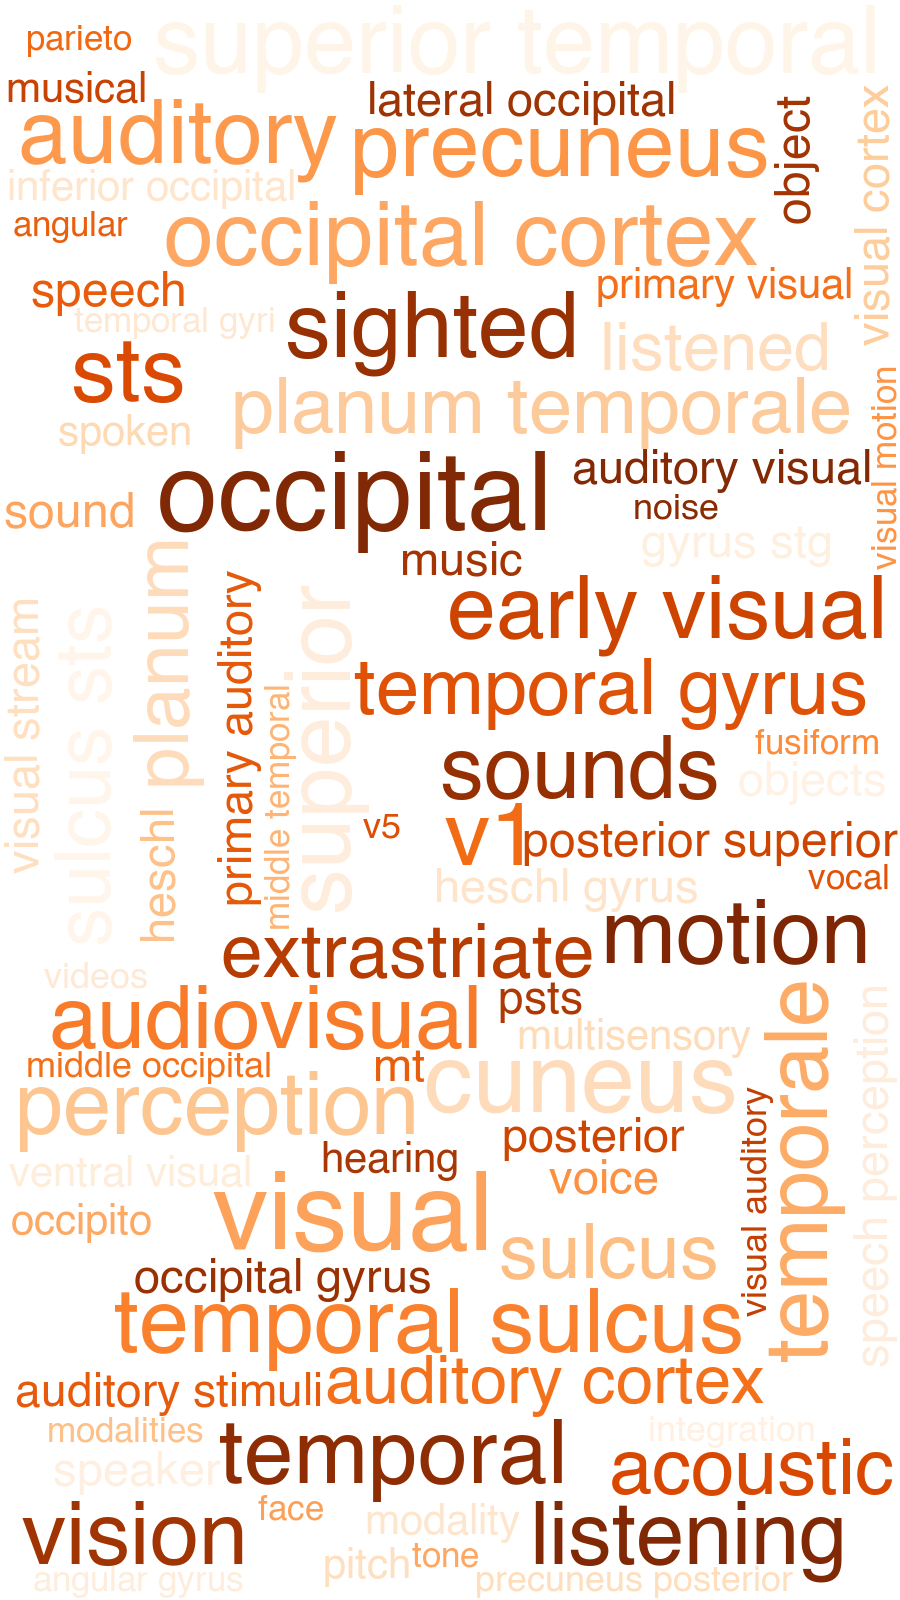 parieto
superior temporal
musical
lateral occipital
auditory
precuneus
object
visual cortex
inferior occipital
angular
occipital cortex
speech
primary visual
temporal gyri
sighted
listened
sts
planum temporale
visual motion
spoken
occipital
auditory visual
sound
noise
gyrus stg
music
planum
primary auditory
early visual
superior
visual stream
sulcus sts
temporal gyrus
middle temporal
fusiform
sounds
objects
heschl
v5
v1
posterior superior
heschl gyrus
vocal
motion
extrastriate
videos
audiovisual
psts
temporale
speech perception
multisensory
middle occipital
mt
cuneus
perception
visual auditory
posterior
hearing
ventral visual
voice
visual
occipito
sulcus
occipital gyrus
temporal sulcus
auditory stimuli
auditory cortex
modalities
temporal
integration
speaker
acoustic
face
vision
modality
listening
pitch
tone
angular gyrus
precuneus posterior